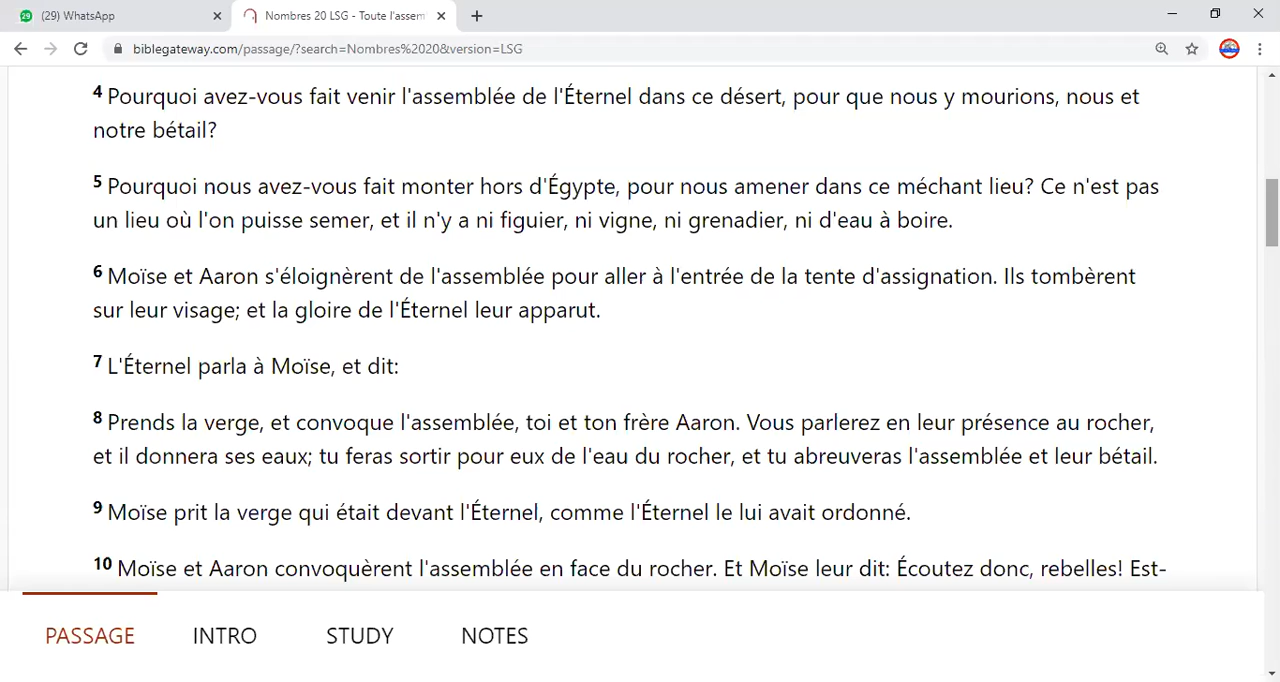 (29) WhatsApp
Nombres 20 LSG - Toute l'assem
biblegateway.com/passage/?search=Nombres%2020&version=LSG
4 Pourquoi avez-vous fait venir l'assemblée de l'Éternel dans ce désert, pour que nous y mourions, nous et
notre bétail?
5 Pourquoi nous avez-vous fait monter hors d'Égypte, pour nous amener dans ce méchant lieu? Ce n'est pas
un lieu où l'on puisse semer, et il n'y a ni figuier, ni vigne, ni grenadier, ni d'eau à boire.
6 Moïse et Aaron s'éloignèrent de l'assemblée pour aller à l'entrée de la tente d'assignation. Ils tombèrent
sur leur visage; et la gloire de l'Éternel leur apparut.
7 L'Éternel parla à Moïse, et dit:
8 Prends la verge, et convoque l'assemblée, toi et ton frère Aaron. Vous parlerez en leur présence au rocher,
et il donnera ses eaux; tu feras sortir pour eux de l'eau du rocher, et tu abreuveras l'assemblée et leur bétail.
9 Moïse prit la verge qui était devant l'Éternel, comme l'Éternel le lui avait ordonné.
10 Moïse et Aaron convoquèrent l'assemblée en face du rocher. Et Moïse leur dit: Écoutez donc, rebelles! Est-
PASSAGE INTRO STUDY NOTES